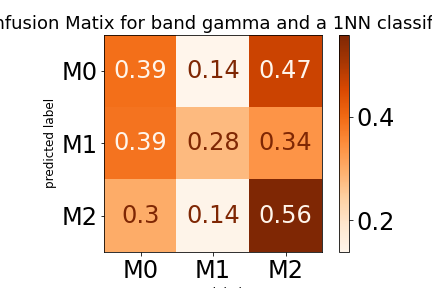 nfusion Matix for band gamma and a 1NN classif
predicted label
M0 0.39 0.14 0.47
M1 0.39 0.28 0.34
M2 0.3 0.14 0.56
M0 M1 M2
0.4
0.2